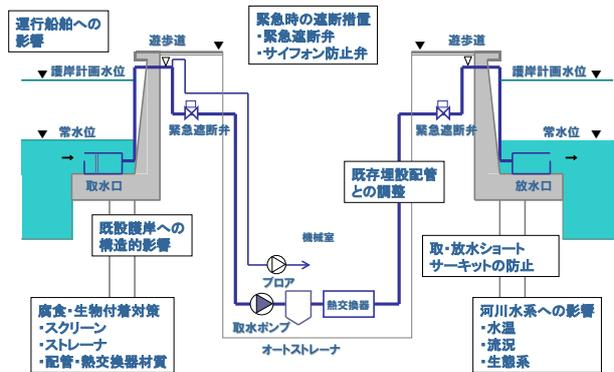 運行船舶への
影響
緊急時の遮断措置
・緊急遮断弁
・サイフォン防止弁
遊歩道
遊歩道
護岸計画水位
護岸計画水位
常水位
常水位
緊急遮断弁
緊急遮断弁
取水口
放水口
既存埋設配管
との調整
既設護岸への
構造的影響
機械室
ブロア
取・放水ショート
サーキットの防止
腐食・生物付着対策
・スクリーン
・ストレーナ
・配管・熱交換器材質
取水ポンプ
熱交換器
オートストレーナ
河川水系への影響
・水温
・流況
・生態系